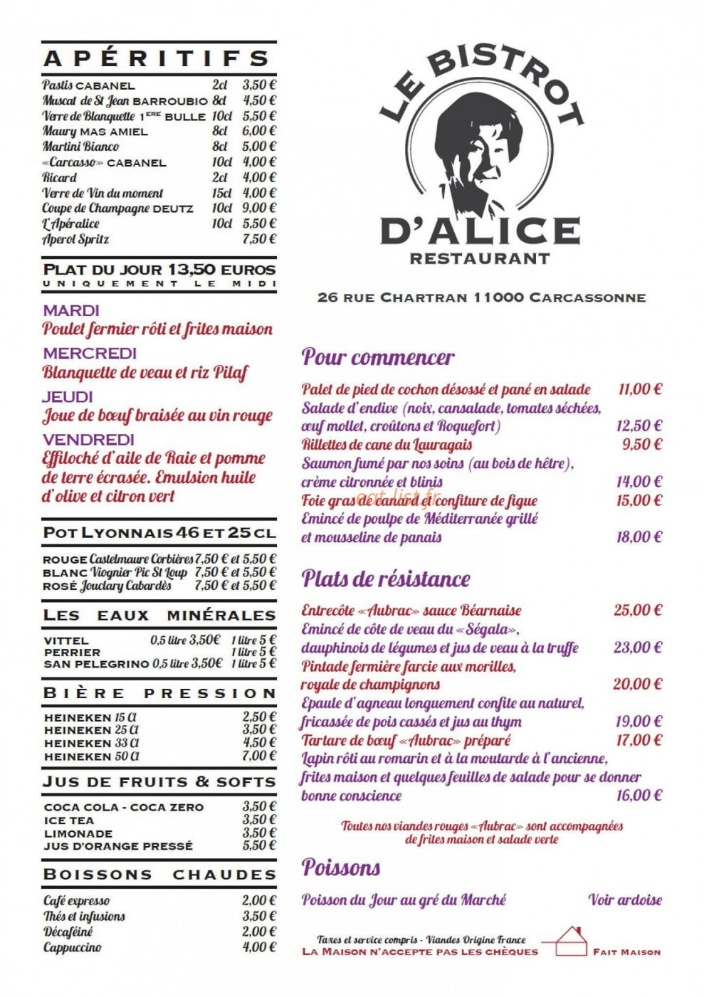 APÉRITIFS
Pastis CABANEL 2cl 3,50 €
Muscat de St Jean BARROUBIO 8cl 4,50 €
Verre de Blanquette 1ERE BULLE 10cl 5,50 €
Maury MAS AMIEL 8cl 6,00 €
Martini Bianco 8cl 5,00 €
«Carcasso» CABANEL 10cl 4,00 €
Ricard 2cl 4,00 €
Verre de Vin du moment 15cl 4,00 €
Coupe de Champagne DEUTZ 10cl 9,00 €
L'Apéralice 10cl 5,50 €
Aperol Spritz 7,50 €
PLAT DU JOUR 13,50 EUROS
UNIQUEMENT LE MIDI
MARDI
Poulet fermier rôti et frites maison
MERCREDI
Blanquette de veau et riz Pilaf
JEUDI
Joue de bœuf braisée au vin rouge
VENDREDI
Effiloché d'aile de Raie et pomme
de terre écrasée. Emulsion huile
d'olive et citron vert
POT LYONNAIS 46 ET 25 CL
ROUGE Castelmaure Corbières 7,50 € et 5,50 €
BLANC Viognier Pic St Loup 7,50 € et 5,50 €
ROSÉ Jouclary Cabardès 7,50 € et 5,50 €
LES EAUX MINÉRALES
VITTEL 0,5 litre 3,50€ 1 litre 5 €
PERRIER 1 litre 5 €
SAN PELEGRINO 0,5 litre 3,50€ 1 litre 5 €
BIÈRE PRESSION
HEINEKEN 15 Cl 2,50 €
HEINEKEN 25 Cl 3,50 €
HEINEKEN 33 Cl 4,50 €
HEINEKEN 50 Cl 7,00 €
JUS DE FRUITS & SOFTS
COCA COLA - COCA ZERO 3,50 €
ICE TEA 3,50 €
LIMONADE 3,50 €
JUS D'ORANGE PRESSÉ 5,50 €
BOISSONS CHAUDES
Café expresso 2,00 €
Thés et infusions 3,50 €
Décaféiné 2,00 €
Cappuccino 4,00 €
LE BISTROT
D'ALICE
RESTAURANT
26 RUE CHARTRAN 11000 CARCASSONNE
Pour commencer
Palet de pied de cochon désossé et pané en salade 11,00 €
Salade d'endive (noix, cansalade, tomates séchées,
œuf mollet, croûtons et Roquefort) 12,50 €
Rillettes de cane du Lauragais 9,50 €
Saumon fumé par nos soins (au bois de hêtre),
crème citronnée et blinis 14,00 €
Foie gras de canard et confiture de figue 15,00 €
eat-list.fr
Emincé de poulpe de Méditerranée grillé
et mousseline de panais 18,00 €
Plats de résistance
Entrecôte «Aubrac» sauce Béarnaise 25,00 €
Emincé de côte de veau du «Ségala»,
dauphinois de légumes et jus de veau à la truffe 23,00 €
Pintade fermière farcie aux morilles,
royale de champignons 20,00 €
Epaule d'agneau longuement confite au naturel,
fricassée de pois cassés et jus au thym 19,00 €
Tartare de bœuf «Aubrac» préparé 17,00 €
Lapin rôti au romarin et à la moutarde à l'ancienne,
frites maison et quelques feuilles de salade pour se donner
bonne conscience 16,00 €
Toutes nos viandes rouges «Aubrac» sont accompagnées
de frites maison et salade verte
Poissons
Poisson du Jour au gré du Marché Voir ardoise
Taxes et service compris - Viandes Origine France
LA MAISON N'ACCEPTE PAS LES CHÈQUES
FAIT MAISON